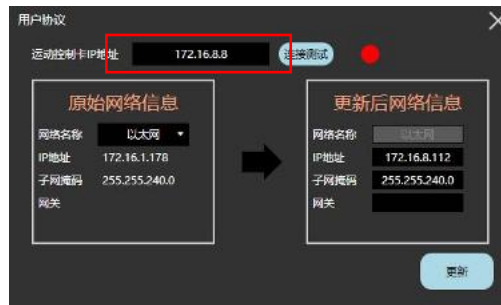 用户协议
运动控制卡IP地址 172.16.8.8 连接测试
原始网络信息
网络名称 以太网
IP地址 172.16.1.178
子网掩码 255.255.240.0
网关
更新后网络信息
网络名称 以太网
IP地址 172.16.8.112
子网掩码 255.255.240.0
网关
更新